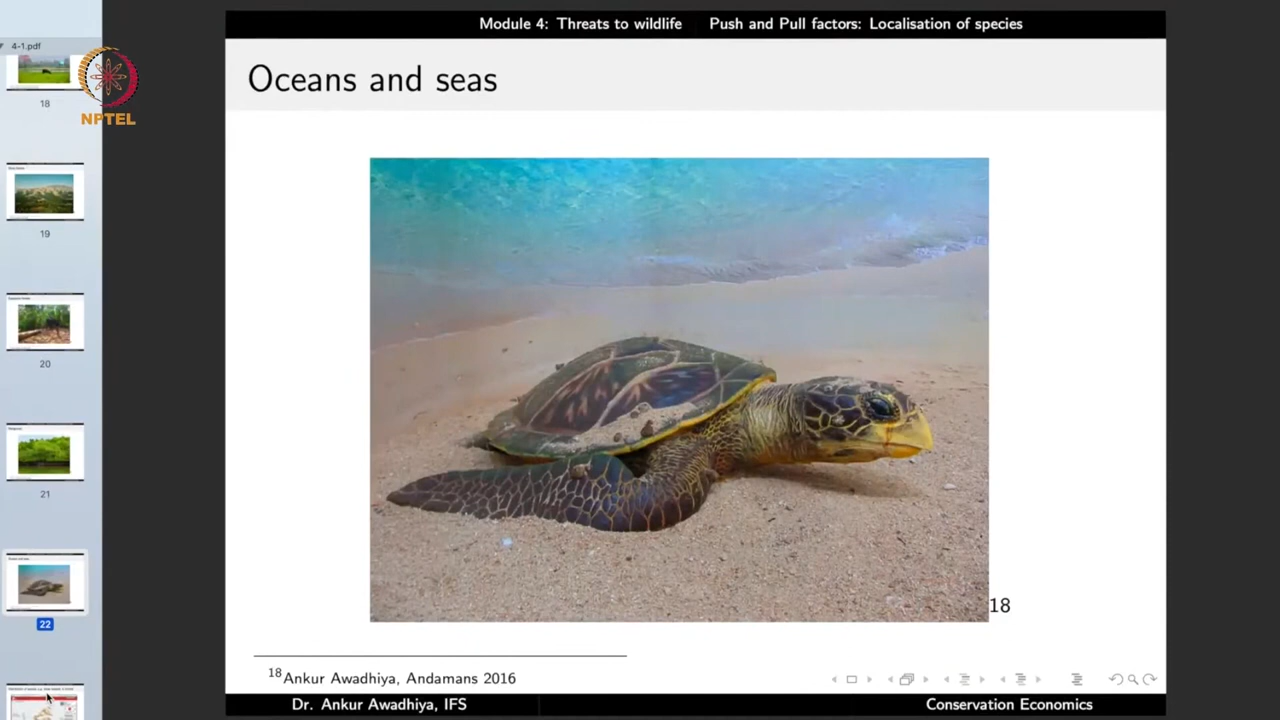 Module 4: Threats to wildlife Push and Pull factors: Localisation of species
4-1.pdf
NPTEL
Oceans and seas
18
19
20
21
22
18
18Ankur Awadhiya, Andamans 2016
Dr. Ankur Awadhiya, IFS Conservation Economics